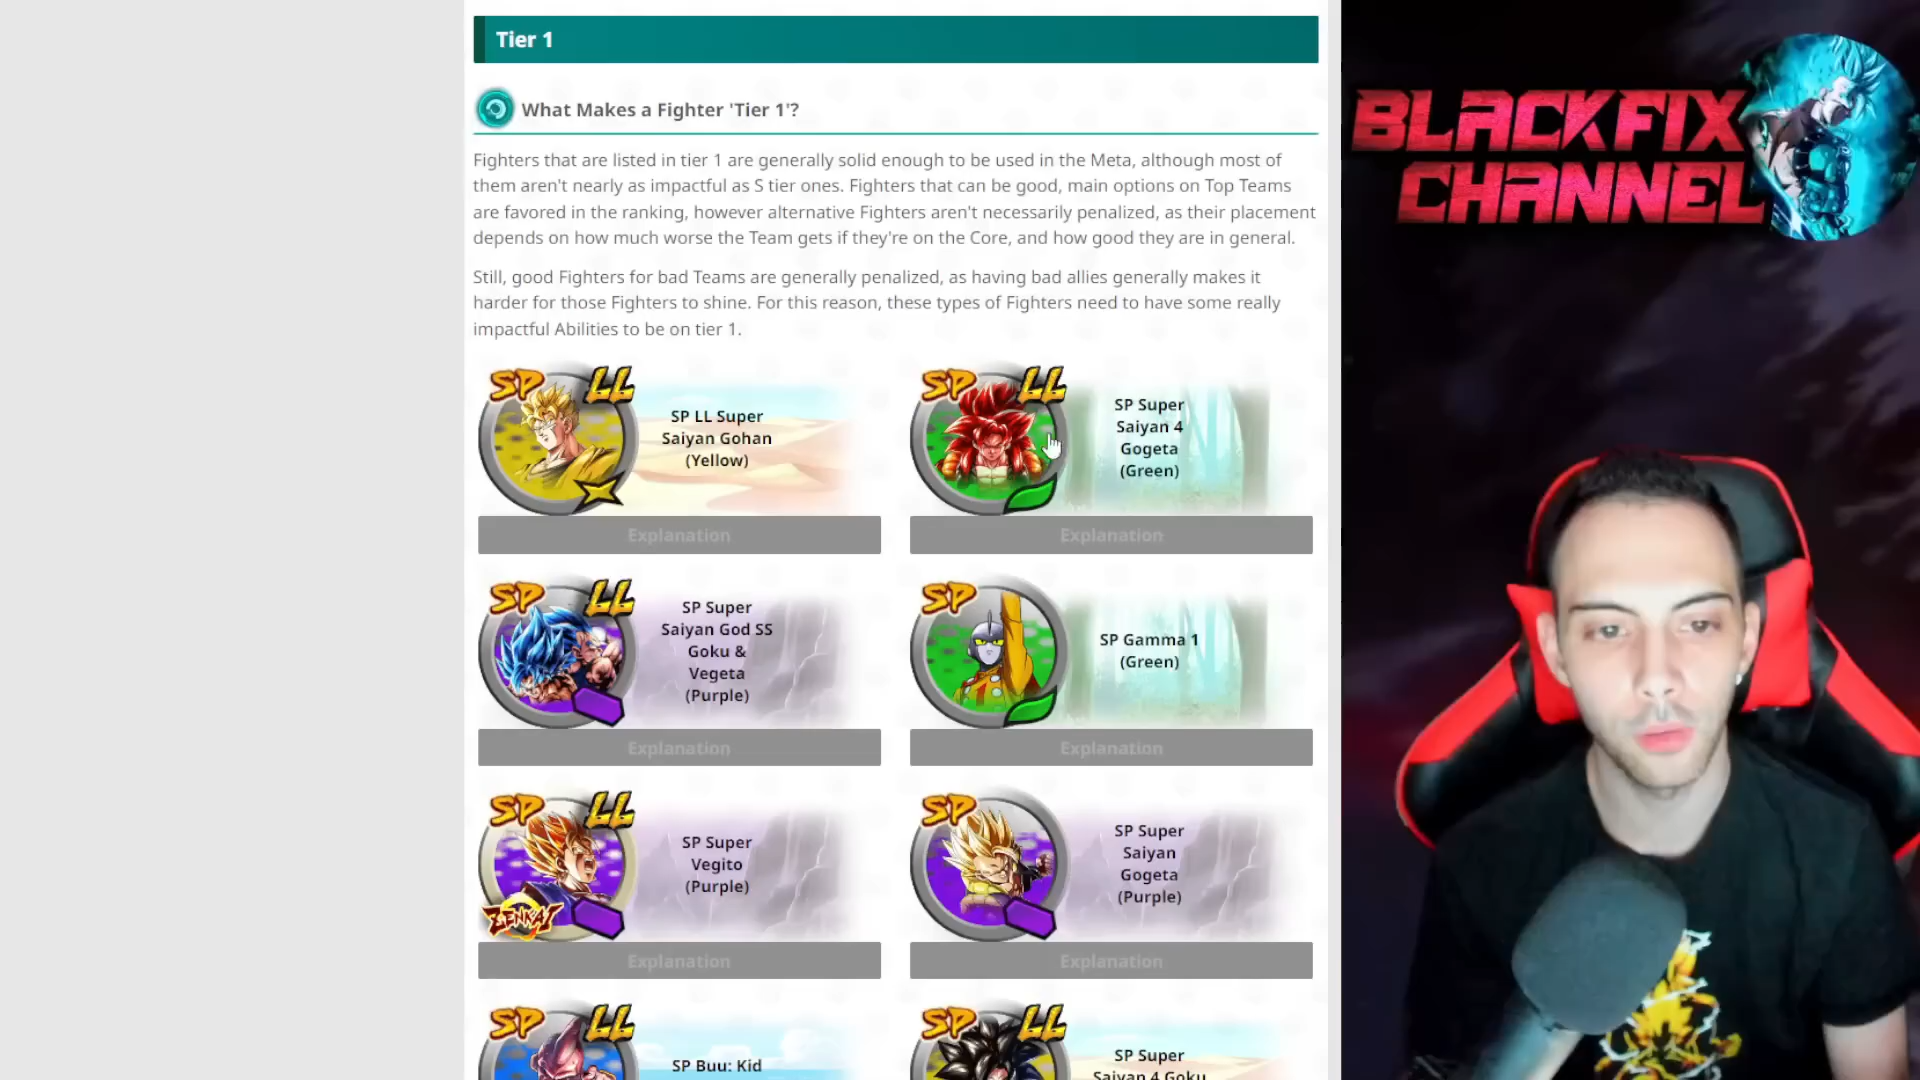 Tier 1
What Makes a Fighter 'Tier 1'?
Fighters that are listed in tier 1 are generally solid enough to be used in the Meta, although most of
them aren't nearly as impactful as S tier ones. Fighters that can be good, main options on Top Teams
are favored in the ranking, however alternative Fighters aren't necessarily penalized, as their placement
depends on how much worse the Team gets if they're on the Core, and how good they are in general.
Still, good Fighters for bad Teams are generally penalized, as having bad allies generally makes it
harder for those Fighters to shine. For this reason, these types of Fighters need to have some really
impactful Abilities to be on tier 1.
SP LL
SP LL Super
Saiyan Gohan
(Yellow)
Explanation
SP LL
SP Super
Saiyan 4
Gogeta
(Green)
Explanation
SP LL
SP Super
Saiyan God SS
Goku &
Vegeta
(Purple)
Explanation
SP
SP Gamma 1
(Green)
Explanation
SP LL
ZENKAI
SP Super
Vegito
(Purple)
Explanation
SP
SP Super
Saiyan
Gogeta
(Purple)
Explanation
SP LL
SP Buu: Kid
SP LL
SP Super
Saiyan 4 Goku
BLACKFIX
CHANNEL